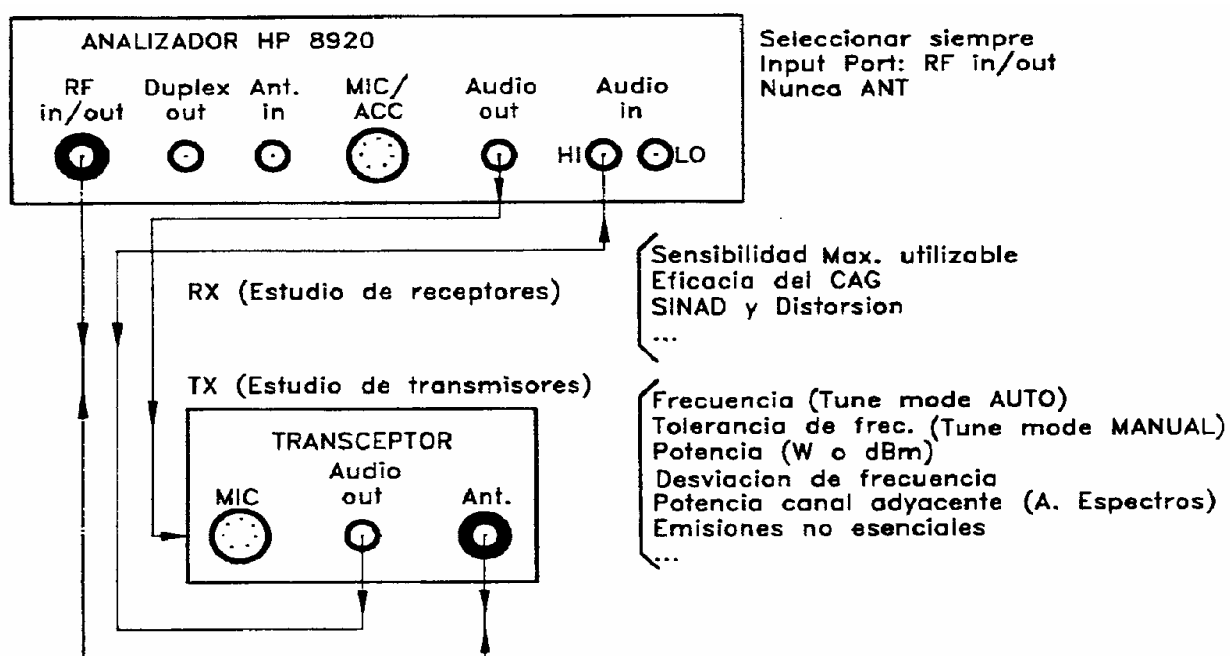 ANALIZADOR HP 8920
RF in/out
Duplex out
Ant. in
MIC/ ACC
Audio out
Audio in
HI
LO
Seleccionar siempre
Input Port: RF in/out
Nunca ANT
RX (Estudio de receptores)
Sensibilidad Max. utilizable
Eficacia del CAG
SINAD y Distorsion
...
TX (Estudio de transmisores)
Frecuencia (Tune mode AUTO)
Tolerancia de frec. (Tune mode MANUAL)
Potencia (W o dBm)
Desviacion de frecuencia
Potencia canal adyacente (A. Espectros)
Emisiones no esenciales
...
TRANSCEPTOR
MIC
Audio out
Ant.